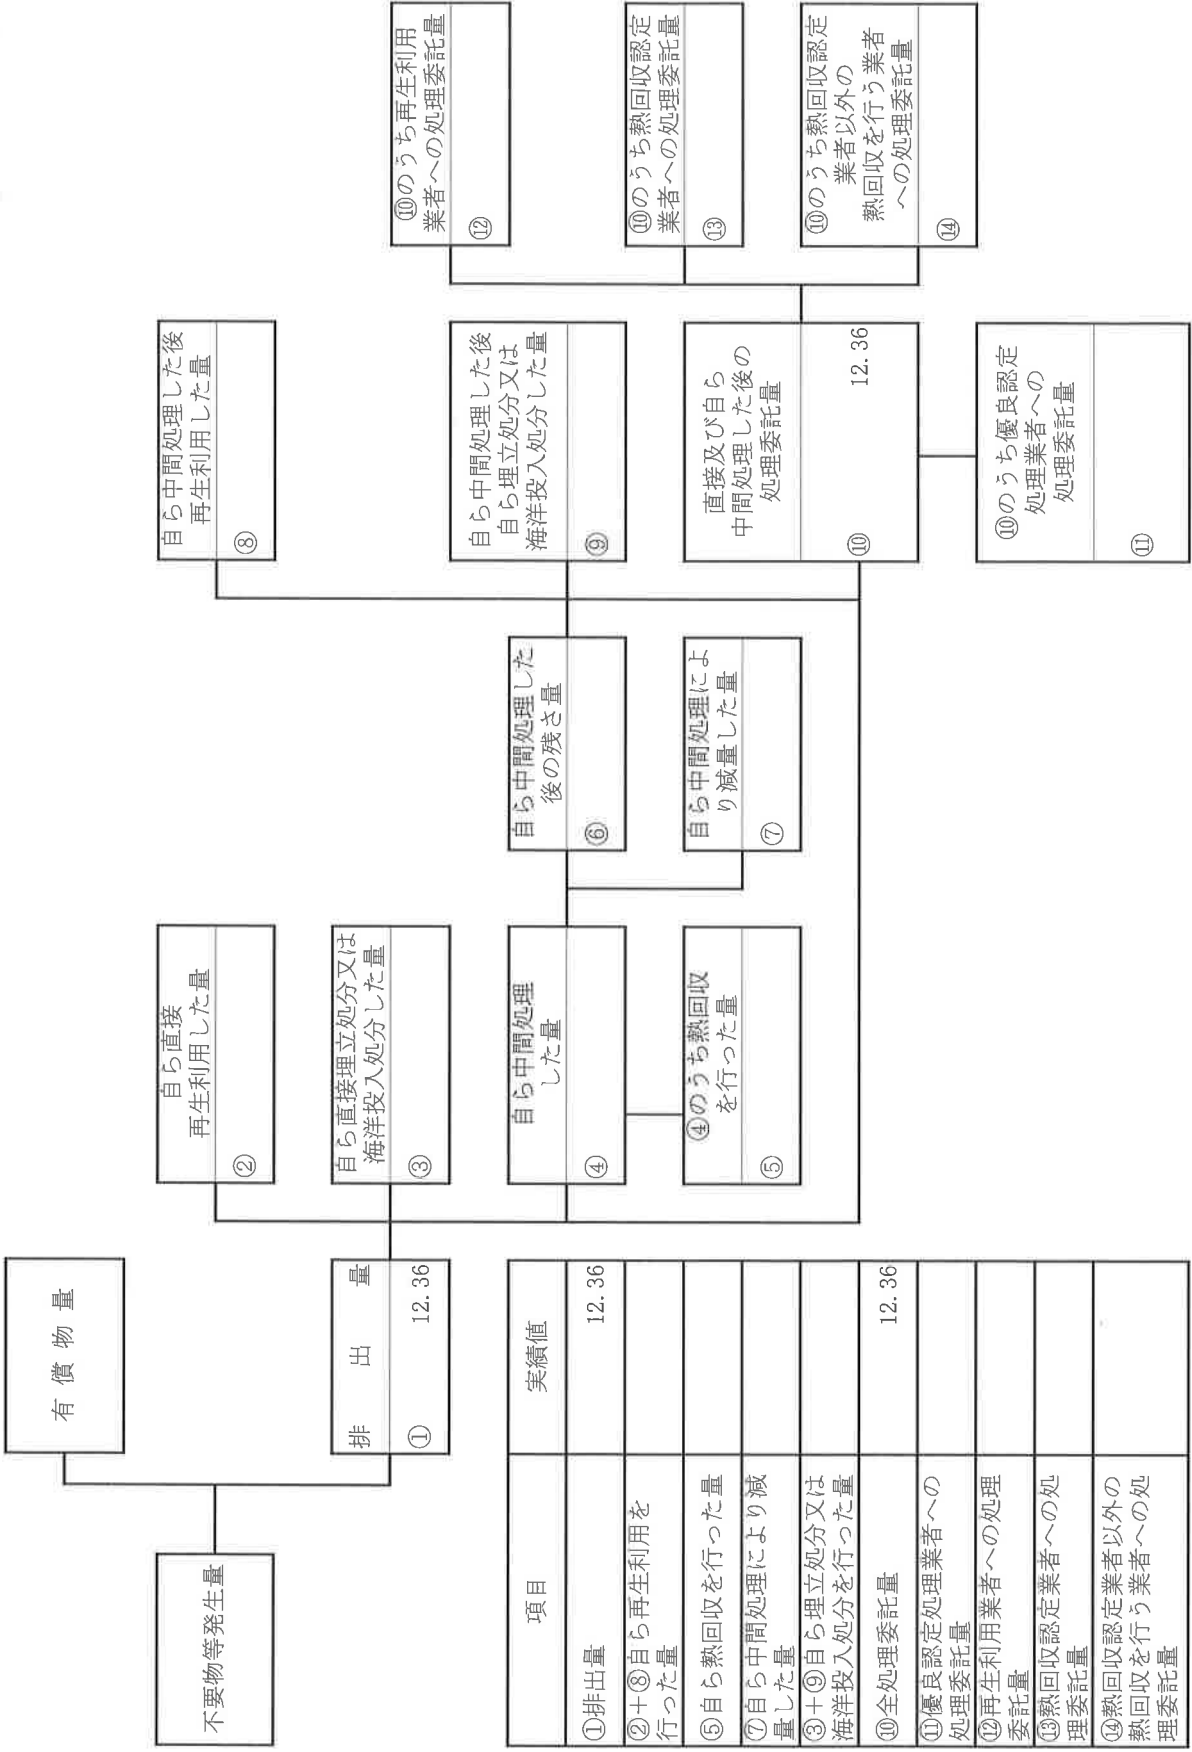 有償物量
不要物等発生量
排出量
① 12.36
自ら直接
再生利用した量
②
自ら直接埋立処分又は
海洋投入処分した量
③
自ら中間処理
した量
④
④のうち熱回収
を行った量
⑤
自ら中間処理した
後の残さ量
⑥
自ら中間処理によ
り減量した量
⑦
自ら中間処理した後
再生利用した量
⑧
自ら中間処理した後
自ら埋立処分又は
海洋投入処分した量
⑨
直接及び自ら
中間処理した後の
処理委託量
⑩ 12.36
⑩のうち優良認定
処理業者への
処理委託量
⑪
⑩のうち再生利用
業者への処理委託量
⑫
⑩のうち熱回収認定
業者への処理委託量
⑬
⑩のうち熱回収認定
業者以外の
熱回収を行う業者
への処理委託量
⑭
項目 実績値
①排出量 12.36
②＋⑧自ら再生利用を
行った量
⑤自ら熱回収を行った量
⑦自ら中間処理により減
量した量
③＋⑨自ら埋立処分又は
海洋投入処分を行った量
⑩全処理委託量 12.36
⑪優良認定処理業者への
処理委託量
⑫再生利用業者への処理
委託量
⑬熱回収認定業者への処
理委託量
⑭熱回収認定業者以外の
熱回収を行う業者への処
理委託量